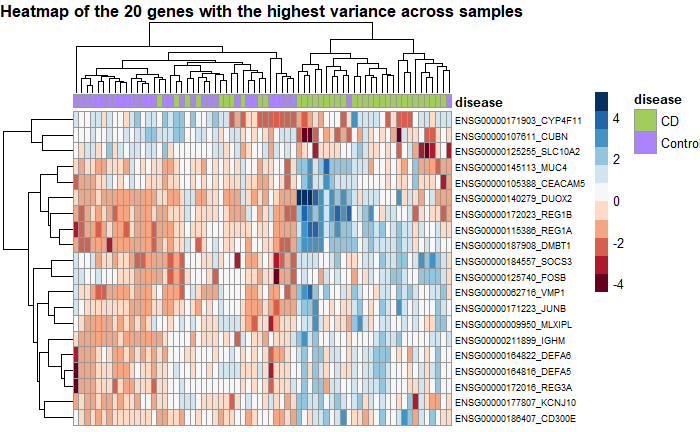 Heatmap of the 20 genes with the highest variance across samples
disease
ENSG00000171903_CYP4F11
ENSG00000107611_CUBN
ENSG00000125255_SLC10A2
ENSG00000145113_MUC4
ENSG00000105388_CEACAM5
ENSG00000140279_DUOX2
ENSG00000172023_REG1B
ENSG00000115386_REG1A
ENSG00000187908_DMBT1
ENSG00000184557_SOCS3
ENSG00000125740_FOSB
ENSG00000062716_VMP1
ENSG00000171223_JUNB
ENSG00000009950_MLXIPL
ENSG00000211899_IGHM
ENSG00000164822_DEFA6
ENSG00000164816_DEFA5
ENSG00000172016_REG3A
ENSG00000177807_KCNJ10
ENSG00000186407_CD300E
4
2
0
-2
-4
disease
CD
Control